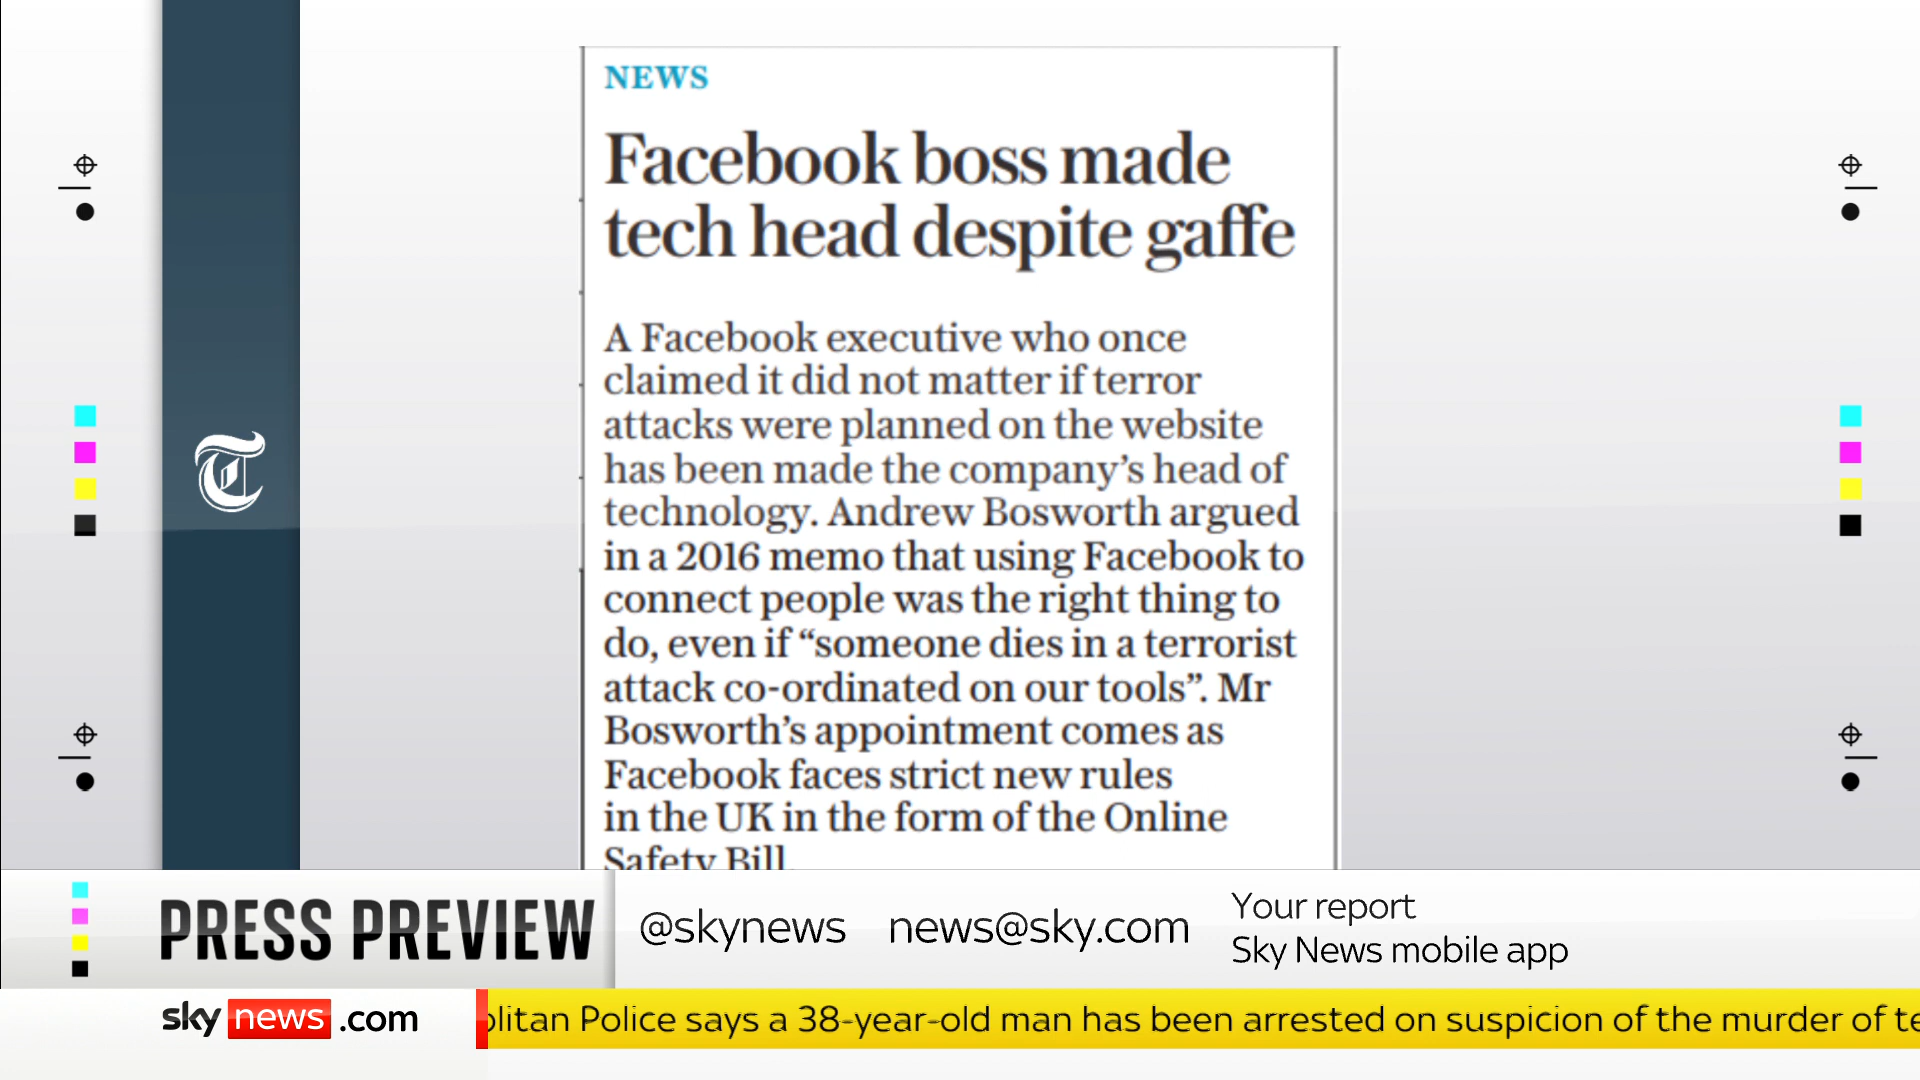 NEWS
Facebook boss made
tech head despite gaffe
A Facebook executive who once
claimed it did not matter if terror
attacks were planned on the website
has been made the company’s head of
technology. Andrew Bosworth argued
in a 2016 memo that using Facebook to
connect people was the right thing to
do, even if “someone dies in a terrorist
attack co-ordinated on our tools”. Mr
Bosworth’s appointment comes as
Facebook faces strict new rules
in the UK in the form of the Online
Safety Bill.
T
PRESS PREVIEW
@skynews news@sky.com
Your report
Sky News mobile app
sky news .com
olitan Police says a 38-year-old man has been arrested on suspicion of the murder of te